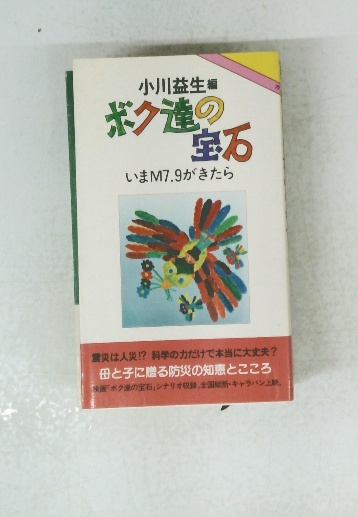 小川益生編
ボク達の
宝石
いまM7.9がきたら
震災は人災!? 科学の力だけで本当に大丈夫?
母と子に贈る防災の知恵とこころ
映画「ボク達の宝石」シナリオ収録。全国縦断・キャラバン上映。